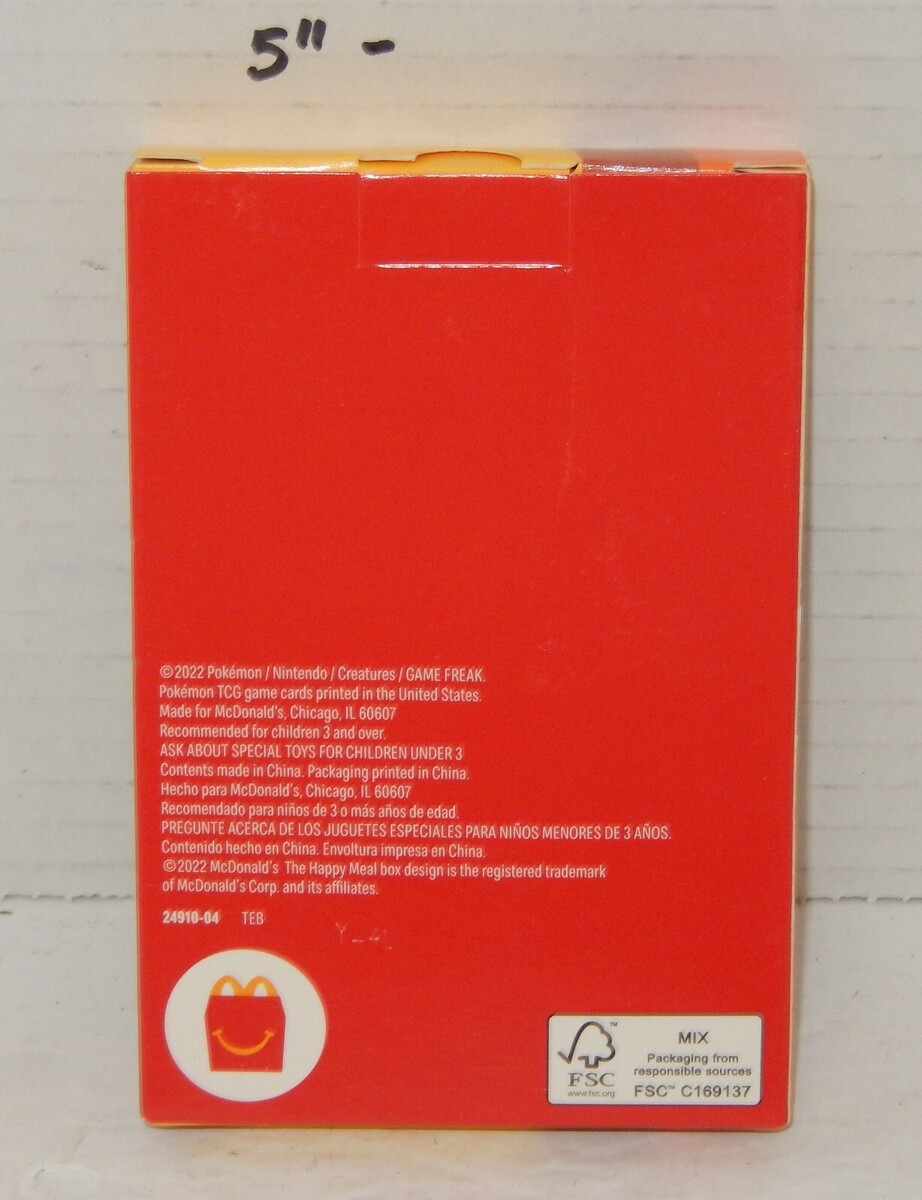 5" -
©2022 Pokémon / Nintendo / Creatures / GAME FREAK.
Pokémon TCG game cards printed in the United States.
Made for McDonald's, Chicago, IL 60607
Recommended for children 3 and over.
ASK ABOUT SPECIAL TOYS FOR CHILDREN UNDER 3
Contents made in China. Packaging printed in China.
Hecho para McDonald's, Chicago, IL 60607
Recomendado para niños de 3 o más años de edad.
PREGUNTE ACERCA DE LOS JUGUETES ESPECIALES PARA NIÑOS MENORES DE 3 AÑOS.
Contenido hecho en China. Envoltura impresa en China.
©2022 McDonald's The Happy Meal box design is the registered trademark
of McDonald's Corp. and its affiliates.
24910-04 TEB
FSC
www.fsc.org
MIX
Packaging from
responsible sources
FSC™ C169137